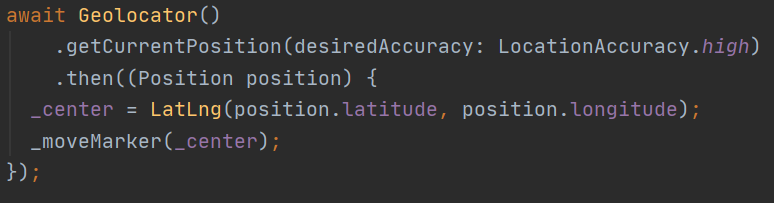 await Geolocator()
    .getCurrentPosition(desiredAccuracy: LocationAccuracy.high)
    .then((Position position) {
  _center = LatLng(position.latitude, position.longitude);
  _moveMarker(_center);
});